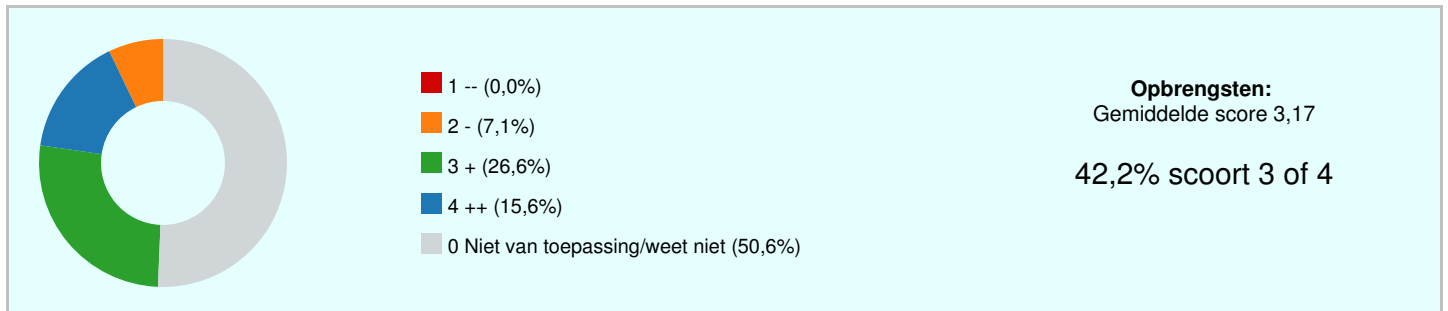 1 -- (0,0%)
2 - (7,1%)
3 + (26,6%)
4 ++ (15,6%)
0 Niet van toepassing/weet niet (50,6%)
Opbrengsten:
Gemiddelde score 3,17
42,2% scoort 3 of 4